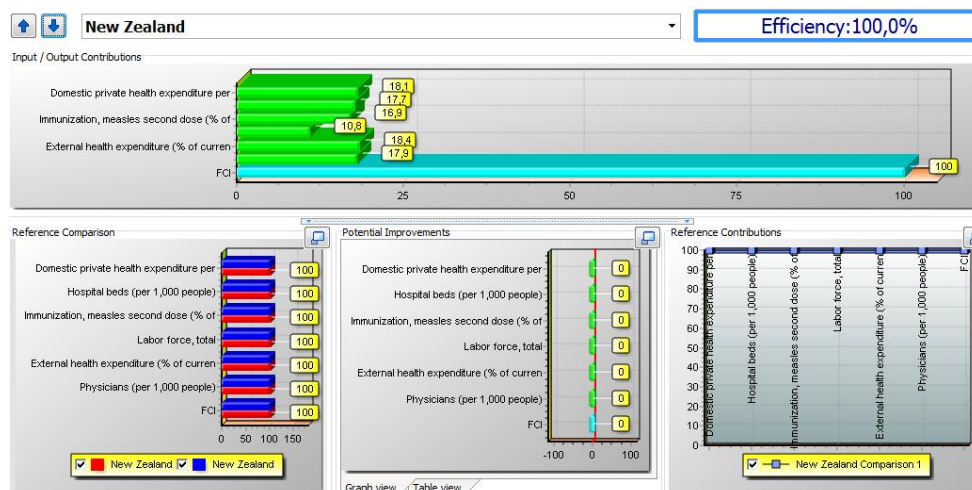 New Zealand
Efficiency:100,0%
Input / Output Contributions
Domestic private health expenditure per
Immunization, measles second dose (% of
External health expenditure (% of curren
FCI
18,1
17,7
16,9
10,8
18,4
17,9
100
0 25 50 75 100
Reference Comparison
Domestic private health expenditure per
Hospital beds (per 1,000 people)
Immunization, measles second dose (% of
Labor force, total
External health expenditure (% of curren
Physicians (per 1,000 people)
FCI
100
100
100
100
100
100
100
0 50 100 150
New Zealand New Zealand
Potential Improvements
Domestic private health expenditure per
Hospital beds (per 1,000 people)
Immunization, measles second dose (% of
Labor force, total
External health expenditure (% of curren
Physicians (per 1,000 people)
FCI
0
0
0
0
0
0
0
-100 0 100
Graph view Table view
Reference Contributions
100
90
80
70
60
50
40
30
20
10
0
Domestic private health expenditure per
Hospital beds (per 1,000 people)
Immunization, measles second dose (% of
Labor force, total
External health expenditure (% of curren
Physicians (per 1,000 people)
FCI
New Zealand Comparison 1